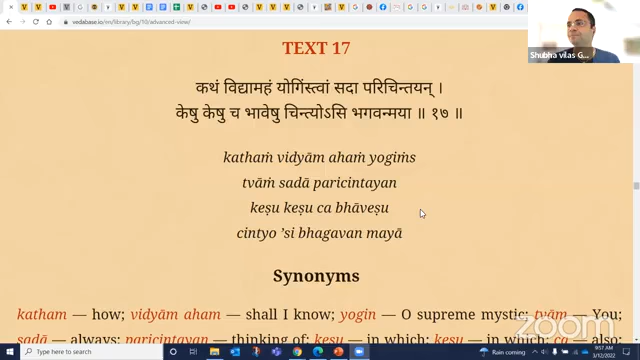 vedabase.io/en/library/bg/10/advanced-view/
TEXT 17
Shubha vilas G...
कथं विद्यामहं योगिंस्त्वां सदा परिचिन्तयन् ।
केषु केषु च भावेषु चिन्त्योऽसि भगवन्मया ॥ १७ ॥
kathaṁ vidyām ahaṁ yogiṁs
tvāṁ sadā paricintayan
keṣu keṣu ca bhāveṣu
cintyo ’si bhagavan mayā
Synonyms
katham — how; vidyām aham — shall I know; yogin — O supreme mystic; tvām — You;
sadā — always; paricintayan — thinking of; keṣu — in which; keṣu — in which; ca — also;
zoom
Type here to search
Rain coming
9:57 AM
3/12/2022